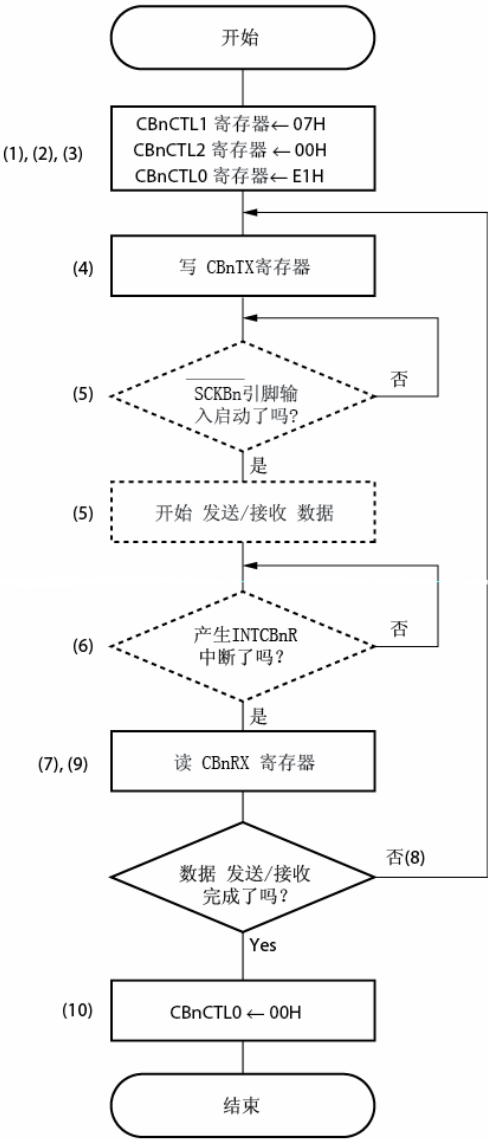 开始
CBnCTL1 寄存器← 07H
(1), (2), (3)
CBnCTL2 寄存器 ← 00H
CBnCTL0 寄存器← E1H
(4)
写 CBnTX寄存器
(5)
SCKBn引脚输
入启动了吗?
否
是
(5)
开始 发送/接收 数据
(6)
产生INTCBnR
中断了吗?
否
是
(7), (9)
读 CBnRX 寄存器
数据 发送/接收
完成了吗?
否(8)
Yes
(10)
CBnCTL0 ← 00H
结束